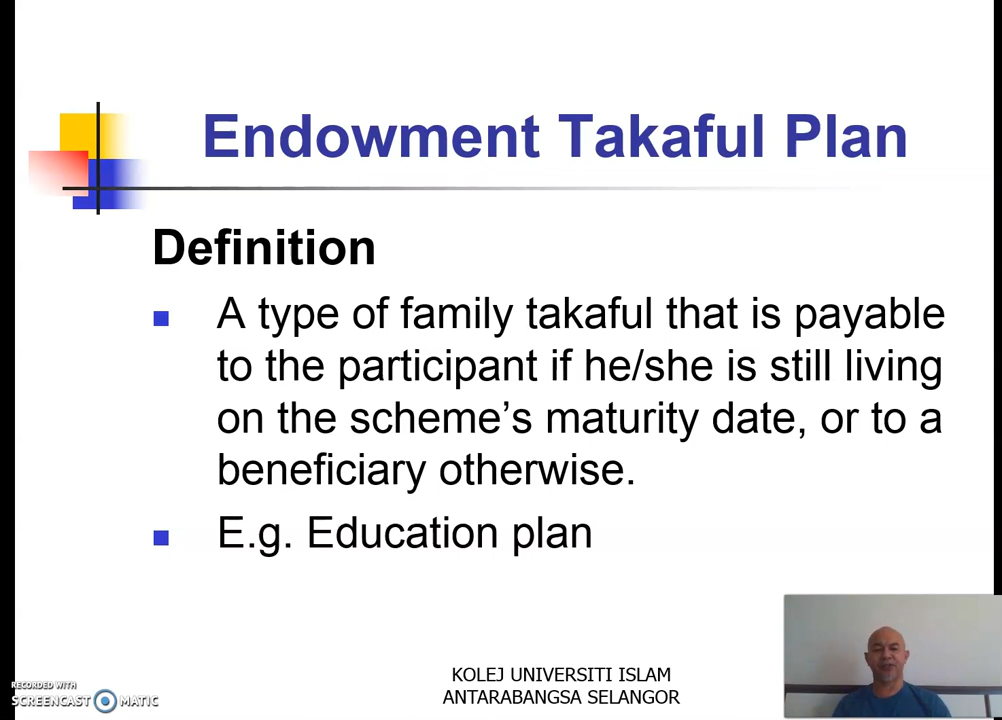 Endowment Takaful Plan
Definition
A type of family takaful that is payable
to the participant if he/she is still living
on the scheme’s maturity date, or to a
beneficiary otherwise.
E.g. Education plan
KOLEJ UNIVERSITI ISLAM
ANTARABANGSA SELANGOR
RECORDED WITH
SCREENCAST MATIC